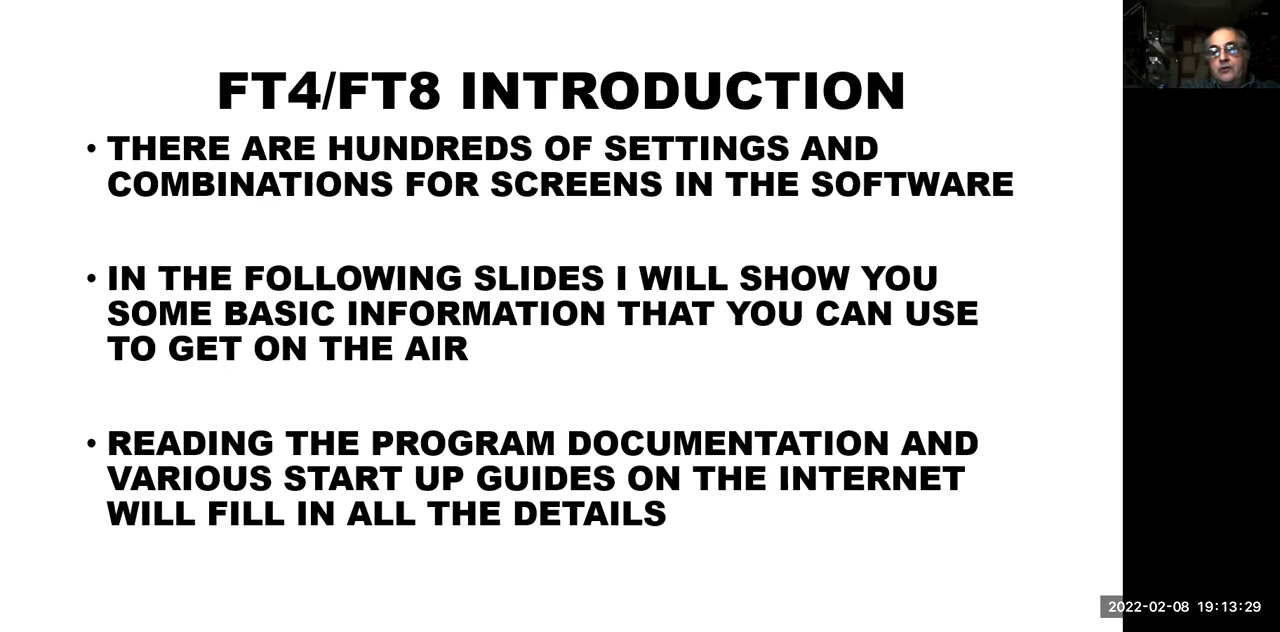 FT4/FT8 INTRODUCTION
• THERE ARE HUNDREDS OF SETTINGS AND
COMBINATIONS FOR SCREENS IN THE SOFTWARE
• IN THE FOLLOWING SLIDES I WILL SHOW YOU
SOME BASIC INFORMATION THAT YOU CAN USE
TO GET ON THE AIR
• READING THE PROGRAM DOCUMENTATION AND
VARIOUS START UP GUIDES ON THE INTERNET
WILL FILL IN ALL THE DETAILS
2022-02-08 19:13:29